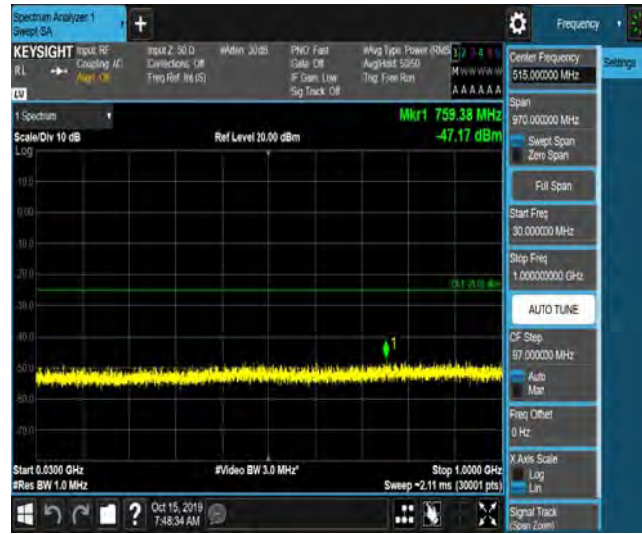 Spectrum Analyzer 1
Swept SA
+
Frequency
KEYSIGHT Input: RF
Coupling: AC
Align: Off
RL
LV
Input Z: 50 Ω
Corrections: Off
Freq Ref: Int (S)
#Atten: 30 dB
PNO: Fast
Gate: Off
IF Gain: Low
Sig Track: Off
#Avg Type: Power (RMS
Avg|Hold: 50/50
Trig: Free Run
1 2 3 4 5 6
M W W W W W
A A A A A A
1 Spectrum
Scale/Div 10 dB
Log
Ref Level 20.00 dBm
Mkr1 759.38 MHz
-47.17 dBm
10.0
0.00
-10.0
-20.0
-40.0
-50.0
-70.0
1
Start 0.0300 GHz
#Res BW 1.0 MHz
#Video BW 3.0 MHz*
Stop 1.0000 GHz
Sweep ~2.11 ms (30001 pts)
?
Oct 15, 2019
7:48:34 AM
Center Frequency
515.000000 MHz
Settings
Span
970.000000 MHz
Swept Span
Zero Span
Full Span
Start Freq
30.000000 MHz
Stop Freq
1.000000000 GHz
AUTO TUNE
CF Step
97.000000 MHz
Auto
Man
Freq Offset
0 Hz
X Axis Scale
Log
Lin
Signal Track
(Span Zoom)